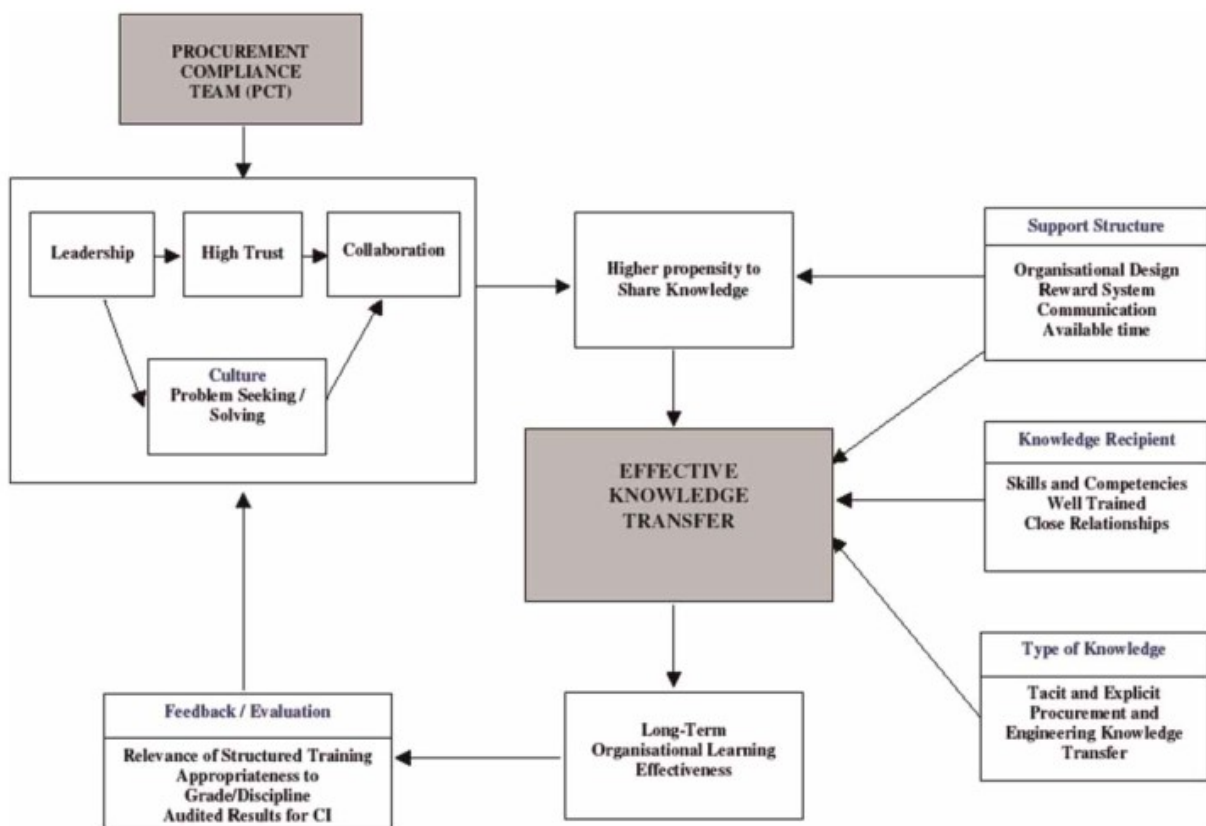 PROCUREMENT
COMPLIANCE
TEAM (PCT)
Leadership
High Trust
Collaboration
Culture
Problem Seeking /
Solving
Higher propensity to
Share Knowledge
Support Structure
Organisational Design
Reward System
Communication
Available time
EFFECTIVE
KNOWLEDGE
TRANSFER
Knowledge Recipient
Skills and Competencies
Well Trained
Close Relationships
Type of Knowledge
Tacit and Explicit
Procurement and
Engineering Knowledge
Transfer
Feedback / Evaluation
Relevance of Structured Training
Appropriateness to
Grade/Discipline
Audited Results for CI
Long-Term
Organisational Learning
Effectiveness